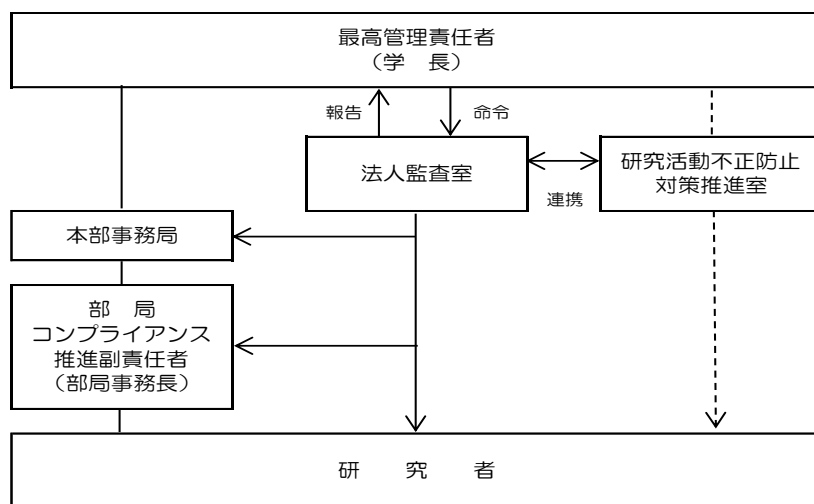 最高管理責任者
（学　長）
報告
命令
法人監査室
連携
研究活動不正防止
対策推進室
本部事務局
部　局
コンプライアンス
推進副責任者
（部局事務長）
研　究　者